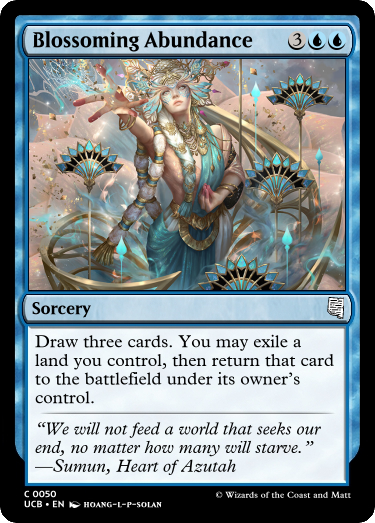 Blossoming Abundance 3
Sorcery
Draw three cards. You may exile a
land you control, then return that card
to the battlefield under its owner's
control.
"We will not feed a world that seeks our
end, no matter how many will starve."
—Sumun, Heart of Azutah
C 0050
UCB • EN HOANG-L-P-SOLAN
© Wizards of the Coast and Matt